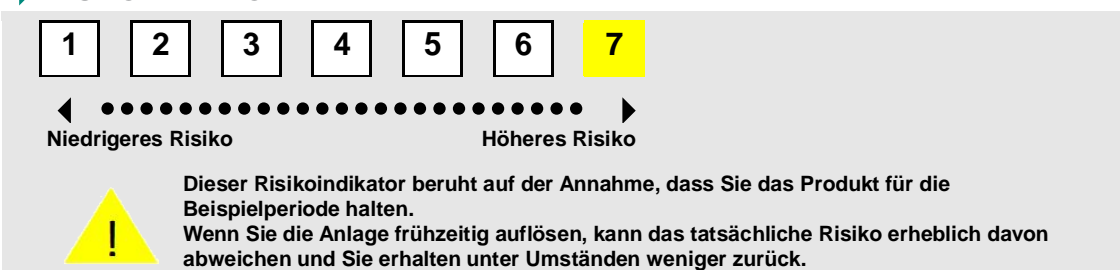 1 2 3 4 5 6 7
Niedrigeres Risiko Höheres Risiko
Dieser Risikoindikator beruht auf der Annahme, dass Sie das Produkt für die
Beispielperiode halten.
! Wenn Sie die Anlage frühzeitig auflösen, kann das tatsächliche Risiko erheblich davon
abweichen und Sie erhalten unter Umständen weniger zurück.